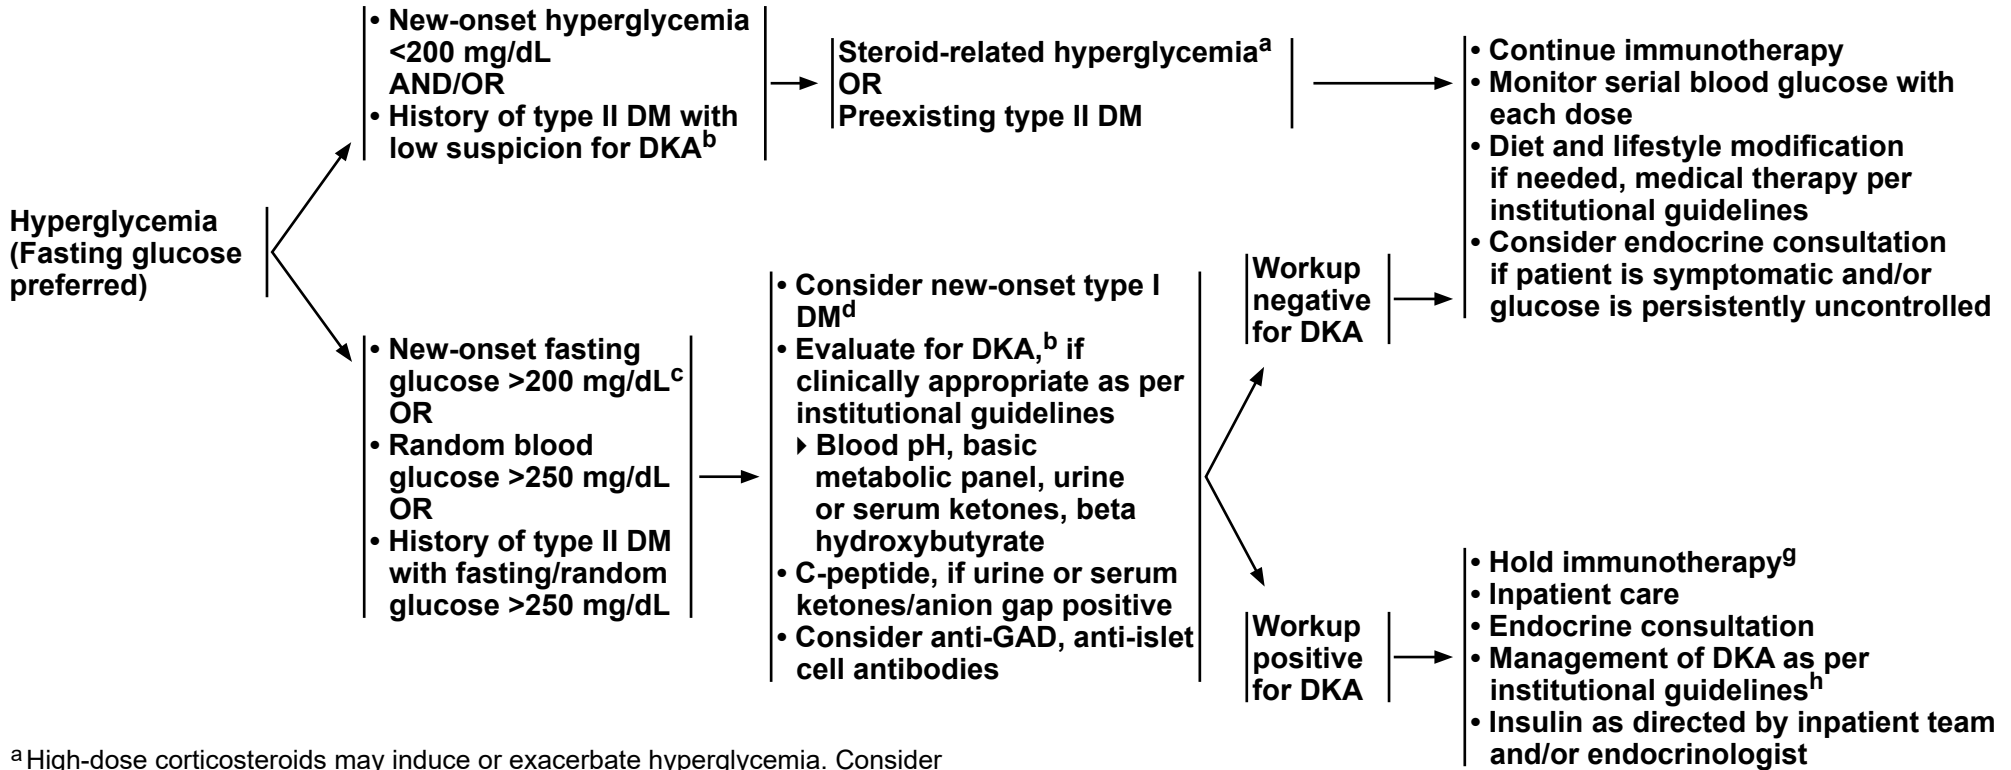 Hyperglycemia
(Fasting glucose
preferred)
• New-onset hyperglycemia
<200 mg/dL
AND/OR
• History of type II DM with
low suspicion for DKAb
Steroid-related hyperglycemiaa
OR
Preexisting type II DM
• Continue immunotherapy
• Monitor serial blood glucose with
each dose
• Diet and lifestyle modification
if needed, medical therapy per
institutional guidelines
• Consider endocrine consultation
if patient is symptomatic and/or
glucose is persistently uncontrolled
• New-onset fasting
glucose >200 mg/dLc
OR
• Random blood
glucose >250 mg/dL
OR
• History of type II DM
with fasting/random
glucose >250 mg/dL
• Consider new-onset type I
DMd
• Evaluate for DKA,b if
clinically appropriate as per
institutional guidelines
▸ Blood pH, basic
metabolic panel, urine
or serum ketones, beta
hydroxybutyrate
• C-peptide, if urine or serum
ketones/anion gap positive
• Consider anti-GAD, anti-islet
cell antibodies
Workup
negative
for DKA
Workup
positive
for DKA
• Hold immunotherapyg
• Inpatient care
• Endocrine consultation
• Management of DKA as per
institutional guidelinesh
• Insulin as directed by inpatient team
and/or endocrinologist
a High-dose corticosteroids may induce or exacerbate hyperglycemia. Consider